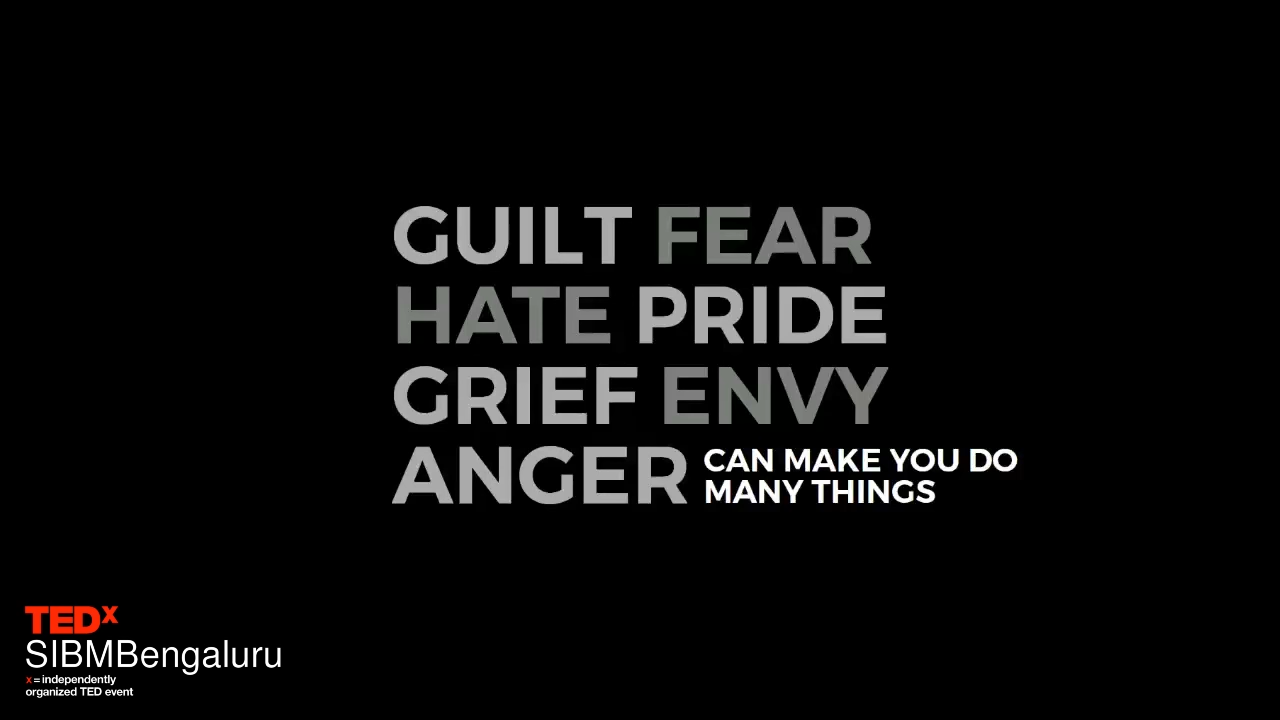 GUILT FEAR
HATE PRIDE
GRIEF ENVY
ANGER CAN MAKE YOU DO
MANY THINGS
TEDx
SIBMBengaluru
x = independently
organized TED event